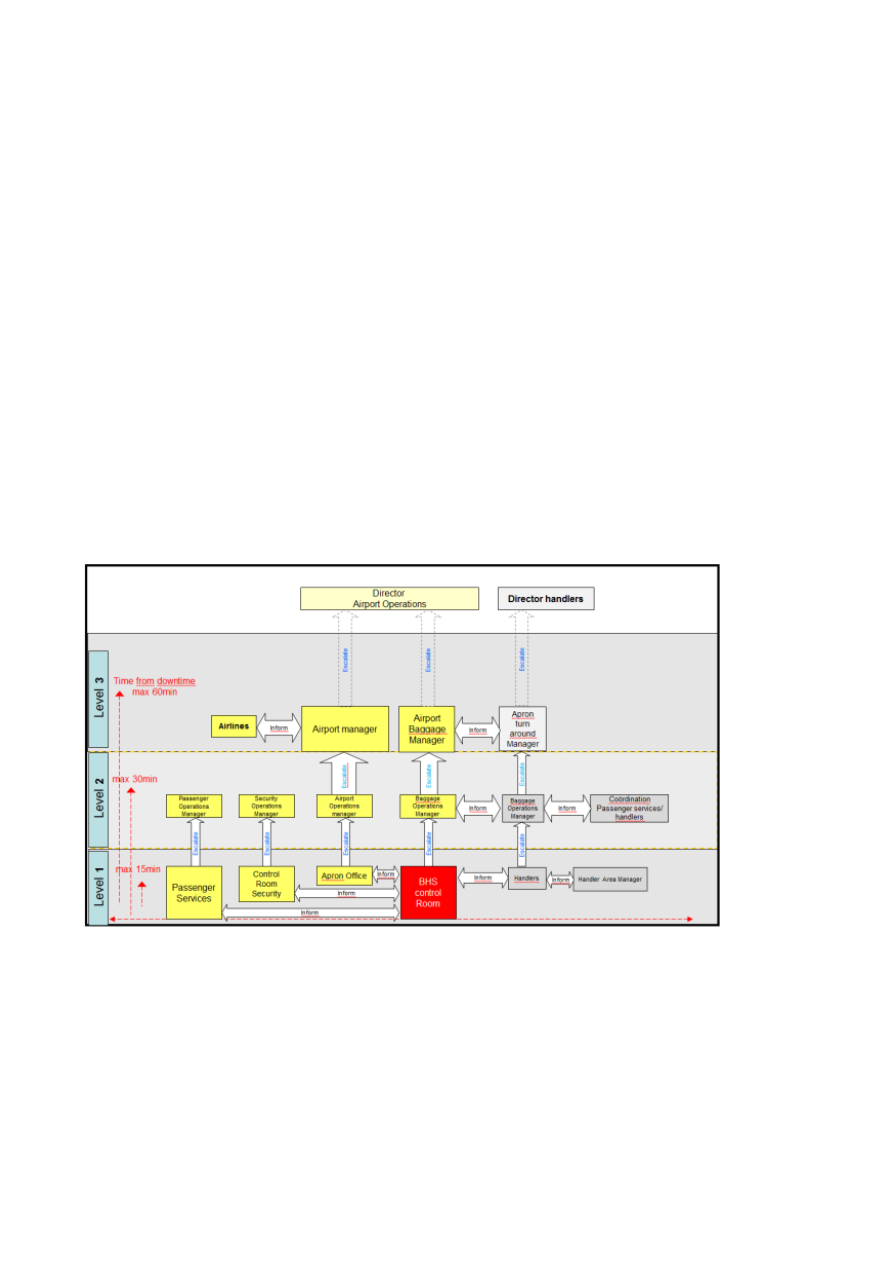 Director
Airport Operations
Director handlers
Escalate
Escalate
Escalate
Level 3
Time from downtime
max 60min
Airlines
Inform
Airport manager
Airport
Baggage
Manager
Inform
Apron
turn
around
Manager
Escalate
Escalate
Escalate
Level 2
max 30min
Passenger
Operations
Manager
Security
Operations
Manager
Airport
Operations
manager
Baggage
Operations
Manager
Inform
Baggage
Operations
Manager
Inform
Coördination
Passenger services/
handlers
Escalate
Escalate
Escalate
Escalate
Escalate
Level 1
max 15min
Passenger
Services
Control
Room
Security
Apron Office
Inform
Inform
Inform
BHS
control
Room
Inform
Handlers
Inform
Handler Area Manager